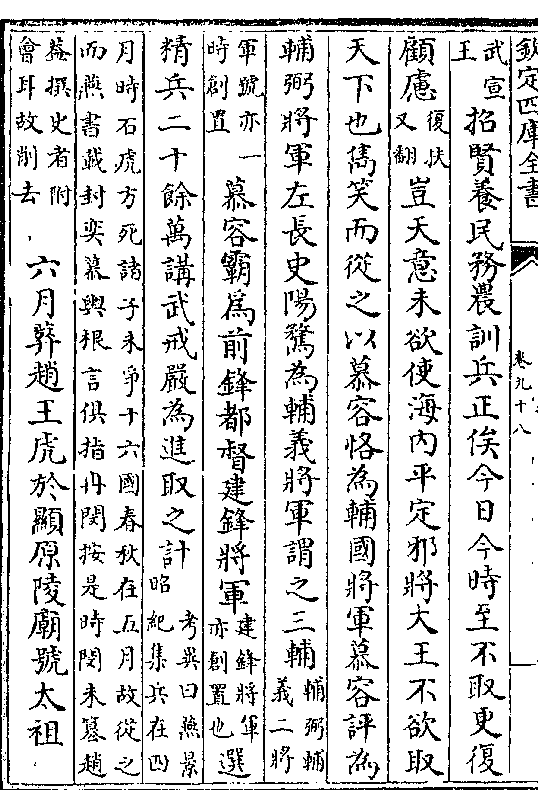 欽定四庫全書
卷九十八
武宣
王
招賢養民務農訓兵正俟今日今時至不取更復
顧慮
復扶
又翻
豈天意未欲使海內平定邪將大王不欲取
天下也儁笑而從之以慕容恪為輔國將軍慕容評為
輔弼將軍左長史陽騖為輔義將軍謂之三輔
輔弼輔
義二將
軍號亦一
時創置
慕容霸為前鋒都督建鋒將軍
建鋒將軍
亦創置也
選
精兵二十餘萬講武戒嚴為進取之計
考異曰燕景
昭紀集兵在四
月時石虎方死諸子未爭十六國春秋在五月故從之
而燕書載封奕慕輿根言俱指冉閔按是時閔未簒趙
葢撰史者附
會耳故削去
六月葬趙王虎於顯原陵廟號太祖